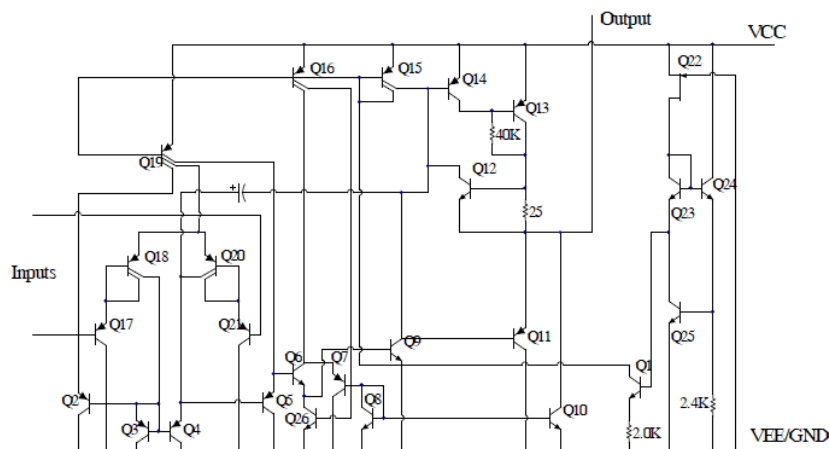 Output
VCC
Q16
Q15
Q14
Q22
Q13
40K
Q19
Q12
Q24
Q23
25
Q18
Q20
Inputs
Q17
Q21
Q25
Q6
Q7
Q9
Q11
Q1
Q2
Q5
Q8
Q10
2.4K
Q3
Q4
Q26
2.0K
VEE/GND